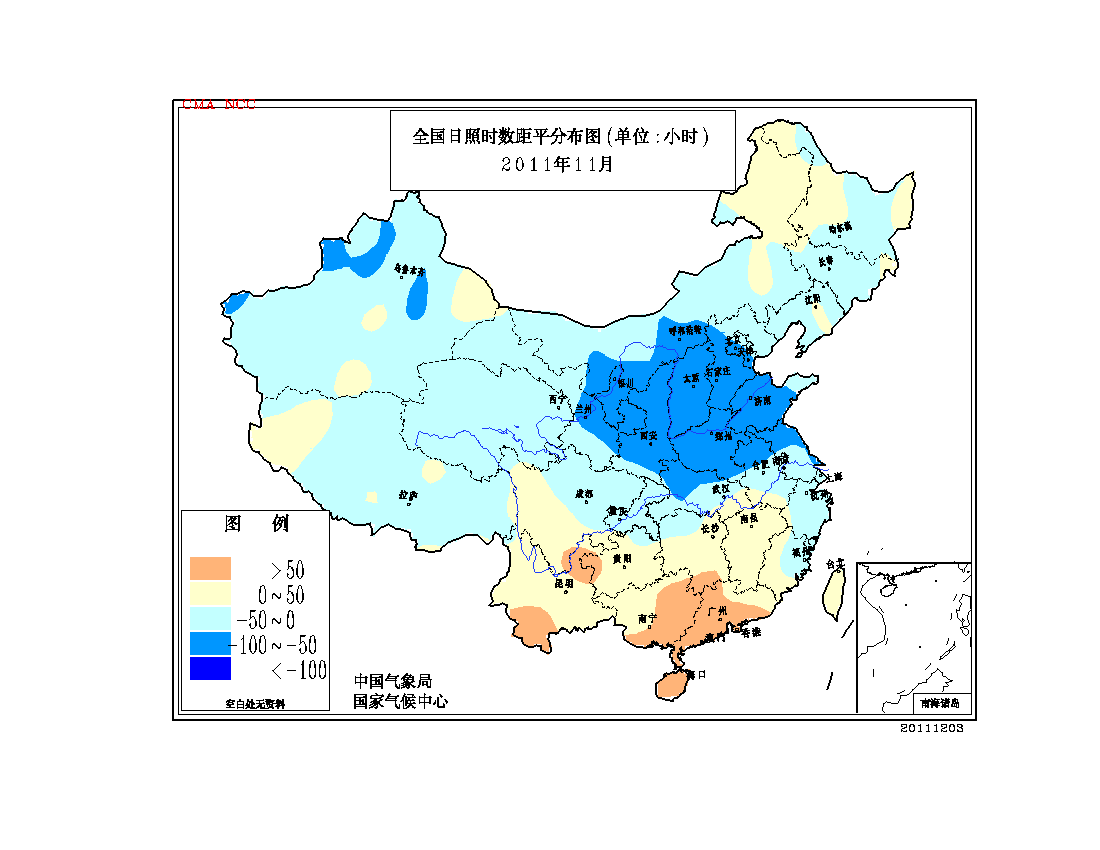 CMA NCC
全国日照时数距平分布图(单位:小时)
2011年11月
哈尔滨
长春
乌鲁木齐
沈阳
呼和浩特
北京
天津
银川
太原
石家庄
西宁
兰州
济南
西安
郑州
合肥
南京
上海
拉萨
成都
武汉
杭州
重庆
长沙
南昌
贵阳
福州
台北
昆明
南宁
广州
澳门
香港
海口
图 例
>50
0~50
-50~0
-100~-50
<-100
空白处无资料
中国气象局
国家气候中心
南海诸岛
20111203